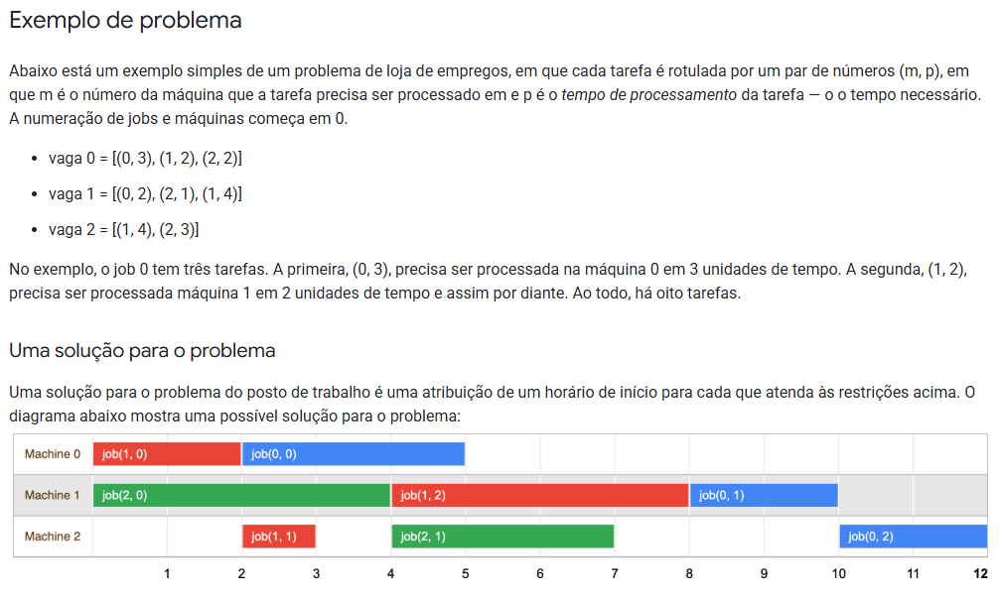 Exemplo de problema
Abaixo está um exemplo simples de um problema de loja de empregos, em que cada tarefa é rotulada por um par de números (m, p), em
que m é o número da máquina que a tarefa precisa ser processado em e p é o tempo de processamento da tarefa — o o tempo necessário.
A numeração de jobs e máquinas começa em 0.
• vaga 0 = [(0, 3), (1, 2), (2, 2)]
• vaga 1 = [(0, 2), (2, 1), (1, 4)]
• vaga 2 = [(1, 4), (2, 3)]
No exemplo, o job 0 tem três tarefas. A primeira, (0, 3), precisa ser processada na máquina 0 em 3 unidades de tempo. A segunda, (1, 2),
precisa ser processada máquina 1 em 2 unidades de tempo e assim por diante. Ao todo, há oito tarefas.
Uma solução para o problema
Uma solução para o problema do posto de trabalho é uma atribuição de um horário de início para cada que atenda às restrições acima. O
diagrama abaixo mostra uma possível solução para o problema:
Machine 0 job(1, 0) job(0, 0)
Machine 1 job(2, 0) job(1, 2) job(0, 1)
Machine 2 job(1, 1) job(2, 1) job(0, 2)
1 2 3 4 5 6 7 8 9 10 11 12